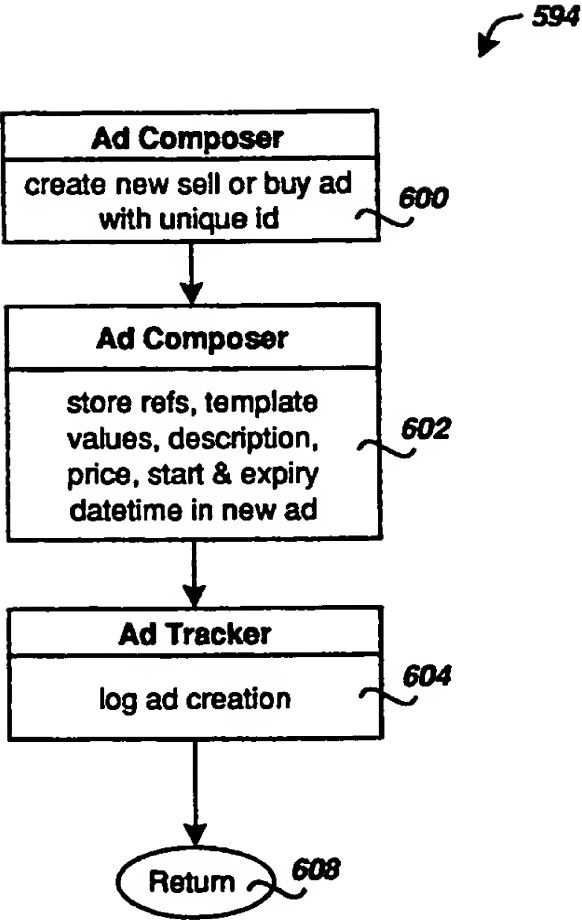 594
Ad Composer
create new sell or buy ad
with unique id
600
Ad Composer
store refs, template
values, description,
price, start & expiry
datetime in new ad
602
Ad Tracker
log ad creation
604
Return
608